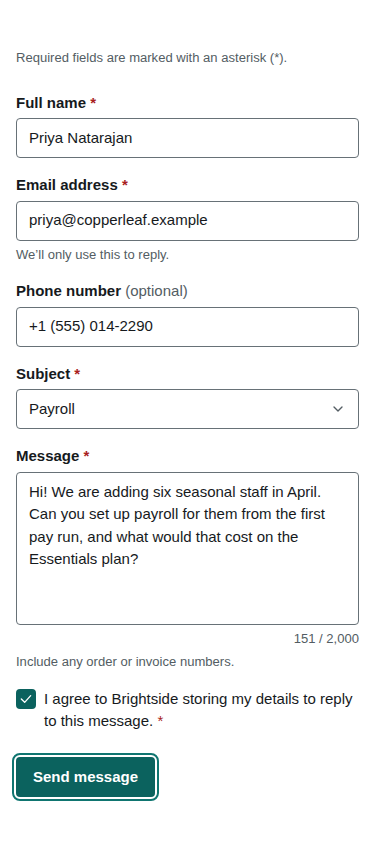 Required fields are marked with an asterisk (*).
Full name *
Priya Natarajan
Email address *
priya@copperleaf.example
We’ll only use this to reply.
Phone number (optional)
+1 (555) 014-2290
Subject *
Payroll
Message *
Hi! We are adding six seasonal staff in April.
Can you set up payroll for them from the first
pay run, and what would that cost on the
Essentials plan?
151 / 2,000
Include any order or invoice numbers.
I agree to Brightside storing my details to reply
to this message. *
Send message